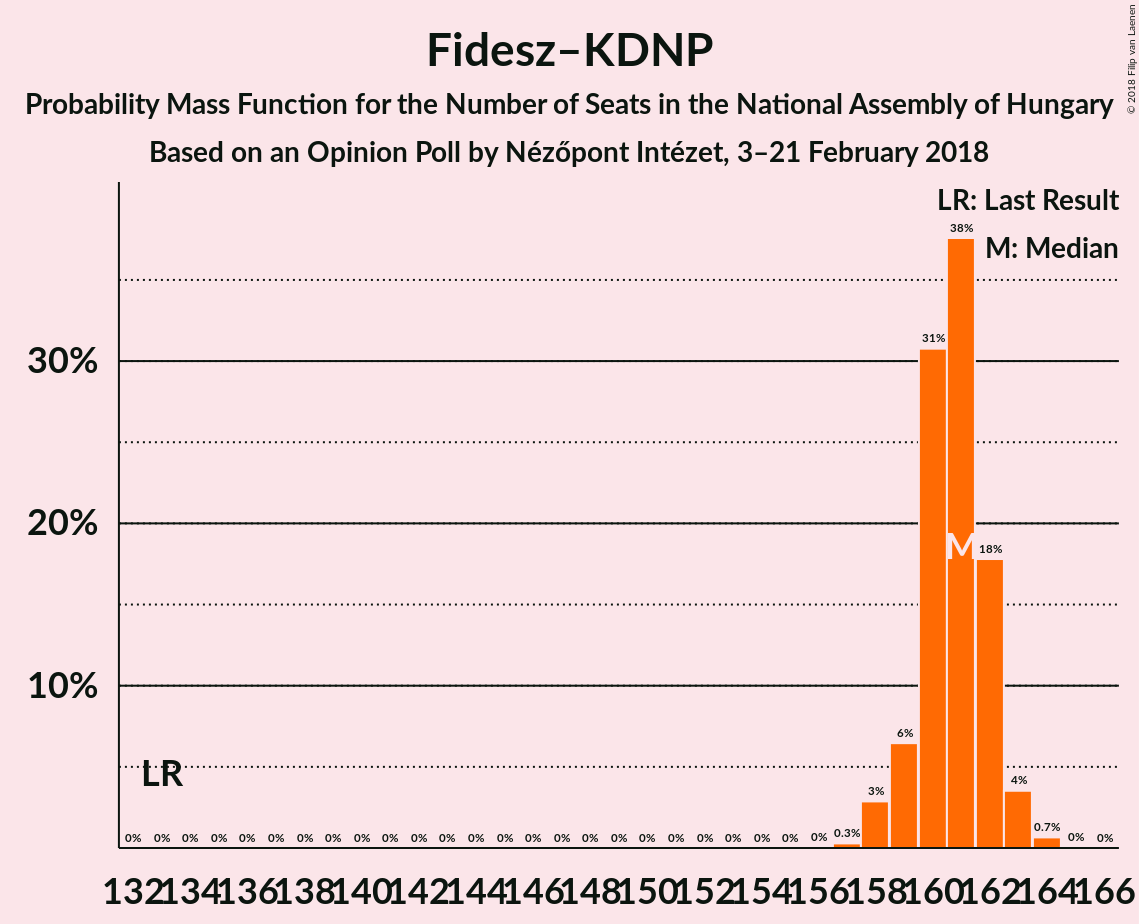 Fidesz–KDNP
Probability Mass Function for the Number of Seats in the National Assembly of Hungary
Based on an Opinion Poll by Nézőpont Intézet, 3–21 February 2018
© 2018 Filip van Laenen
LR: Last Result
M: Median
38%
31%
30%
20%
M
18%
10%
6%
LR
3%
4%
0% 0% 0% 0% 0% 0% 0% 0% 0% 0% 0% 0% 0% 0% 0% 0% 0% 0% 0% 0% 0% 0% 0% 0% 0% 0.3% 0.7% 0% 0%
132 134 136 138 140 142 144 146 148 150 152 154 156 158 160 162 164 166